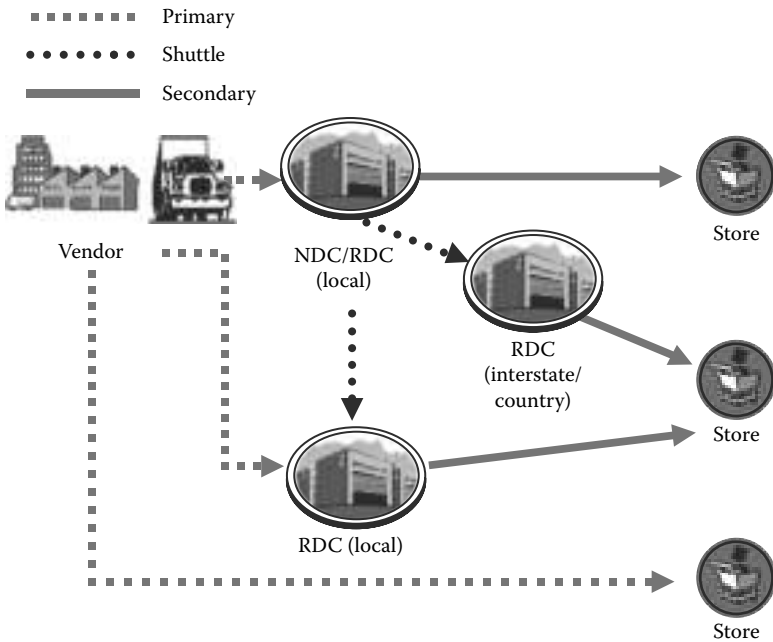 Primary
Shuttle
Secondary
Vendor
NDC/RDC
(local)
Store
RDC
(interstate/
country)
Store
RDC (local)
Store